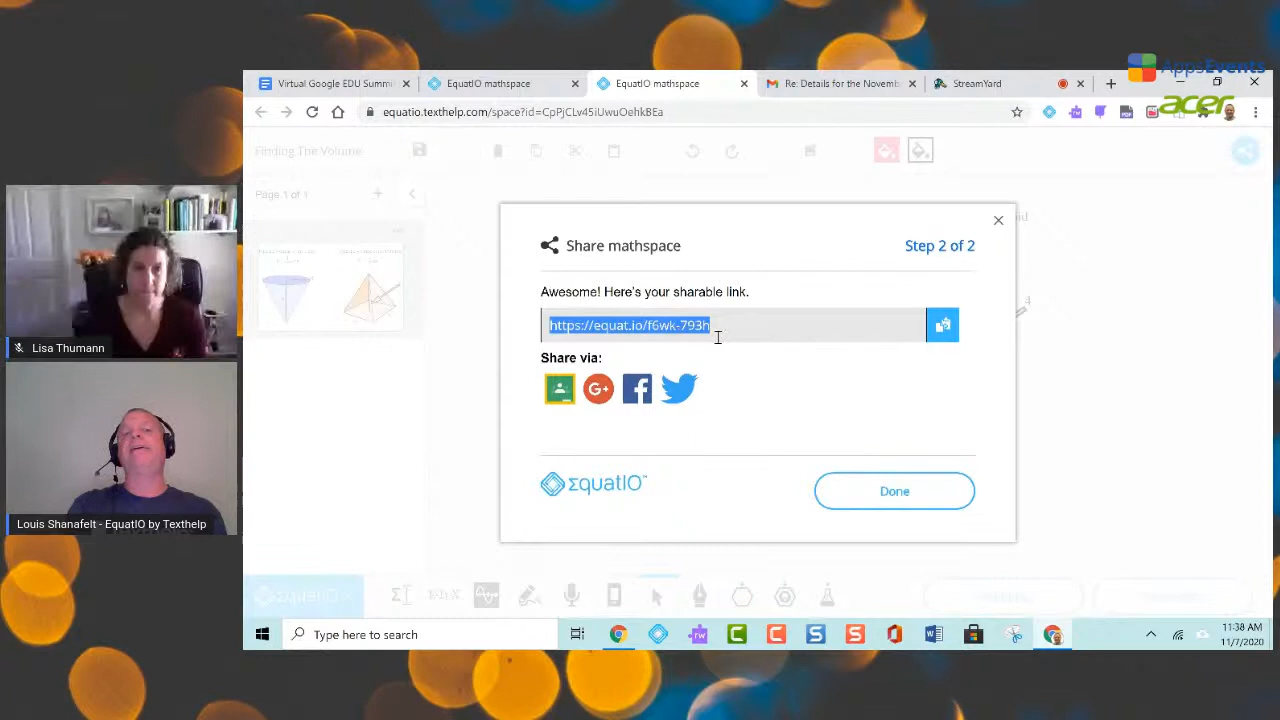 AppsEvents
acer
Virtual Google EDU Summi
EquatIO mathspace
EquatIO mathspace
Re: Details for the Novemb
StreamYard
equatio.texthelp.com/space?id=CpPjCLv45iUwuOehkBEa
Finding The Volume
Page 1 of 1
Share mathspace
Step 2 of 2
Awesome! Here's your sharable link.
https://equat.io/f6wk-793h
Share via:
G+
EquatIO™
Done
Lisa Thumann
Louis Shanafelt - EquatIO by Texthelp
EquatIO
Type here to search
rw
11:38 AM
11/7/2020